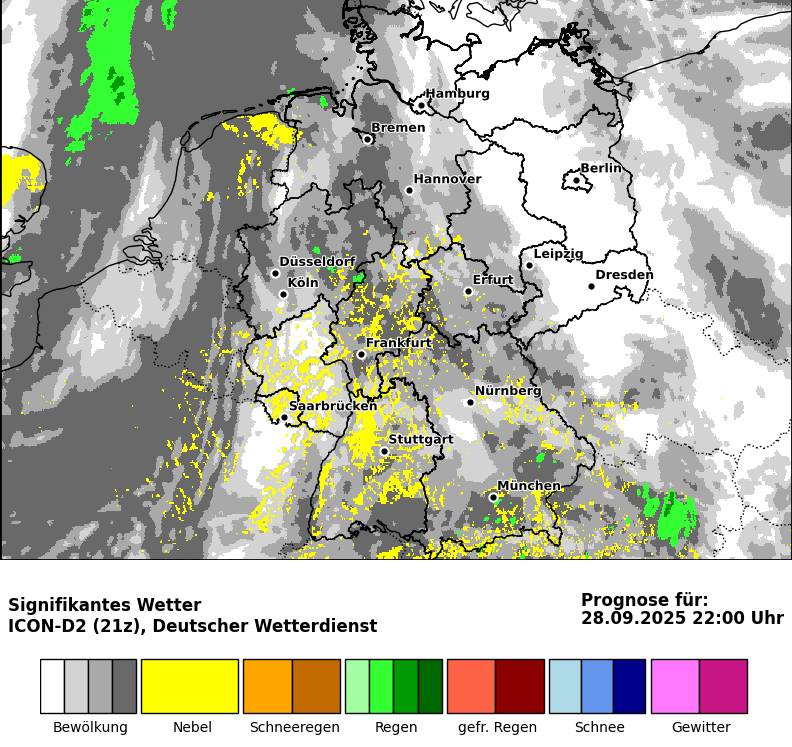 Hamburg
Bremen
Berlin
Hannover
Leipzig
Düsseldorf
Dresden
Köln
Erfurt
Frankfurt
Nürnberg
Saarbrücken
Stuttgart
München
Signifikantes Wetter
ICON-D2 (21z), Deutscher Wetterdienst
Prognose für:
28.09.2025 22:00 Uhr
Bewölkung
Nebel
Schneeregen
Regen
gefr. Regen
Schnee
Gewitter